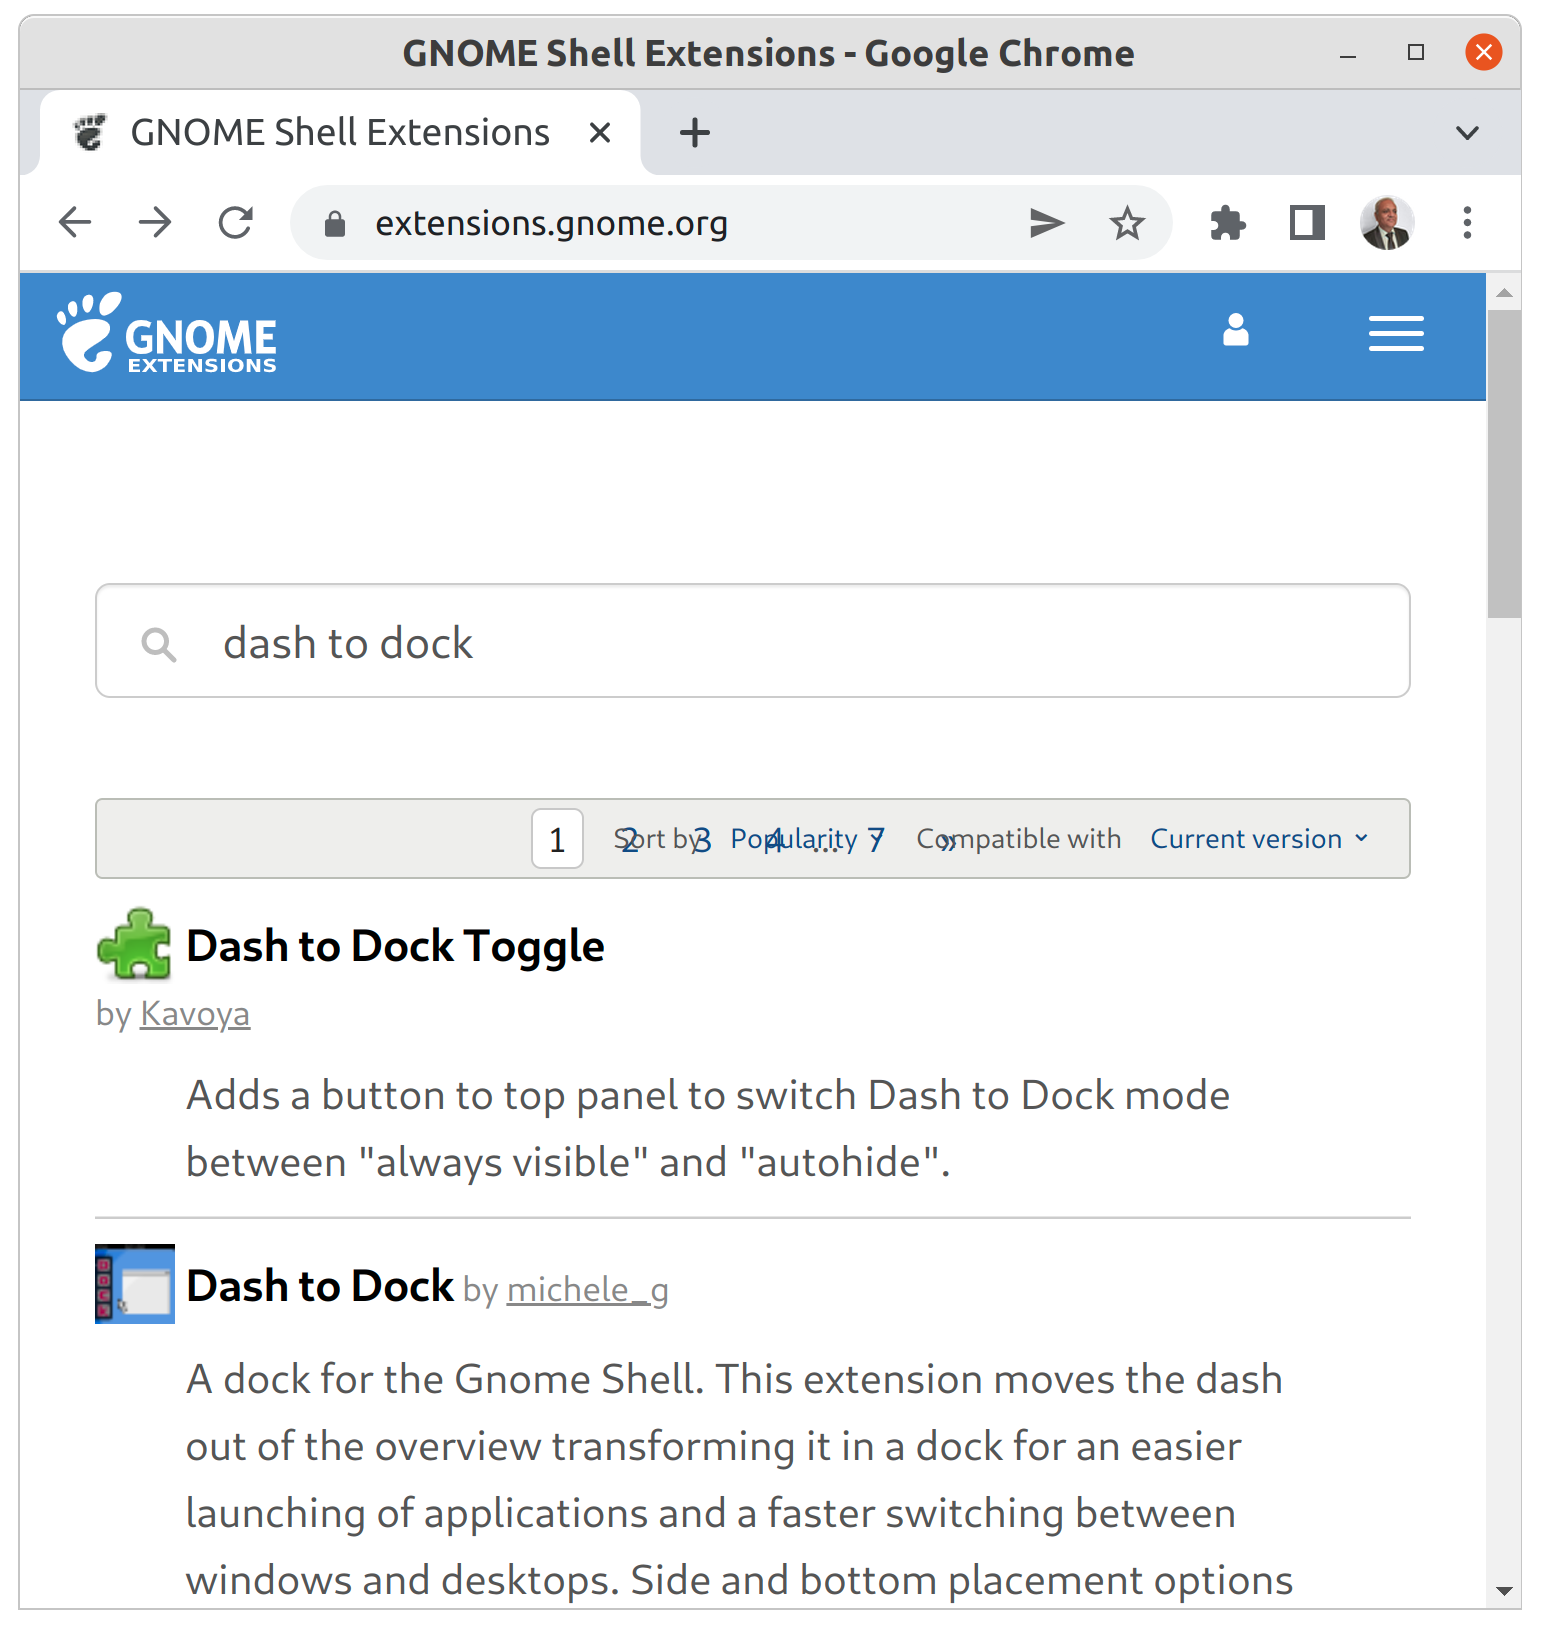 GNOME Shell Extensions - Google Chrome
GNOME Shell Extensions
extensions.gnome.org
GNOME
EXTENSIONS
dash to dock
1 2 3 4 ... 7 »
Sort by Popularity Compatible with Current version
Dash to Dock Toggle
by Kavoya
Adds a button to top panel to switch Dash to Dock mode
between "always visible" and "autohide".
Dash to Dock by michele_g
A dock for the Gnome Shell. This extension moves the dash
out of the overview transforming it in a dock for an easier
launching of applications and a faster switching between
windows and desktops. Side and bottom placement options